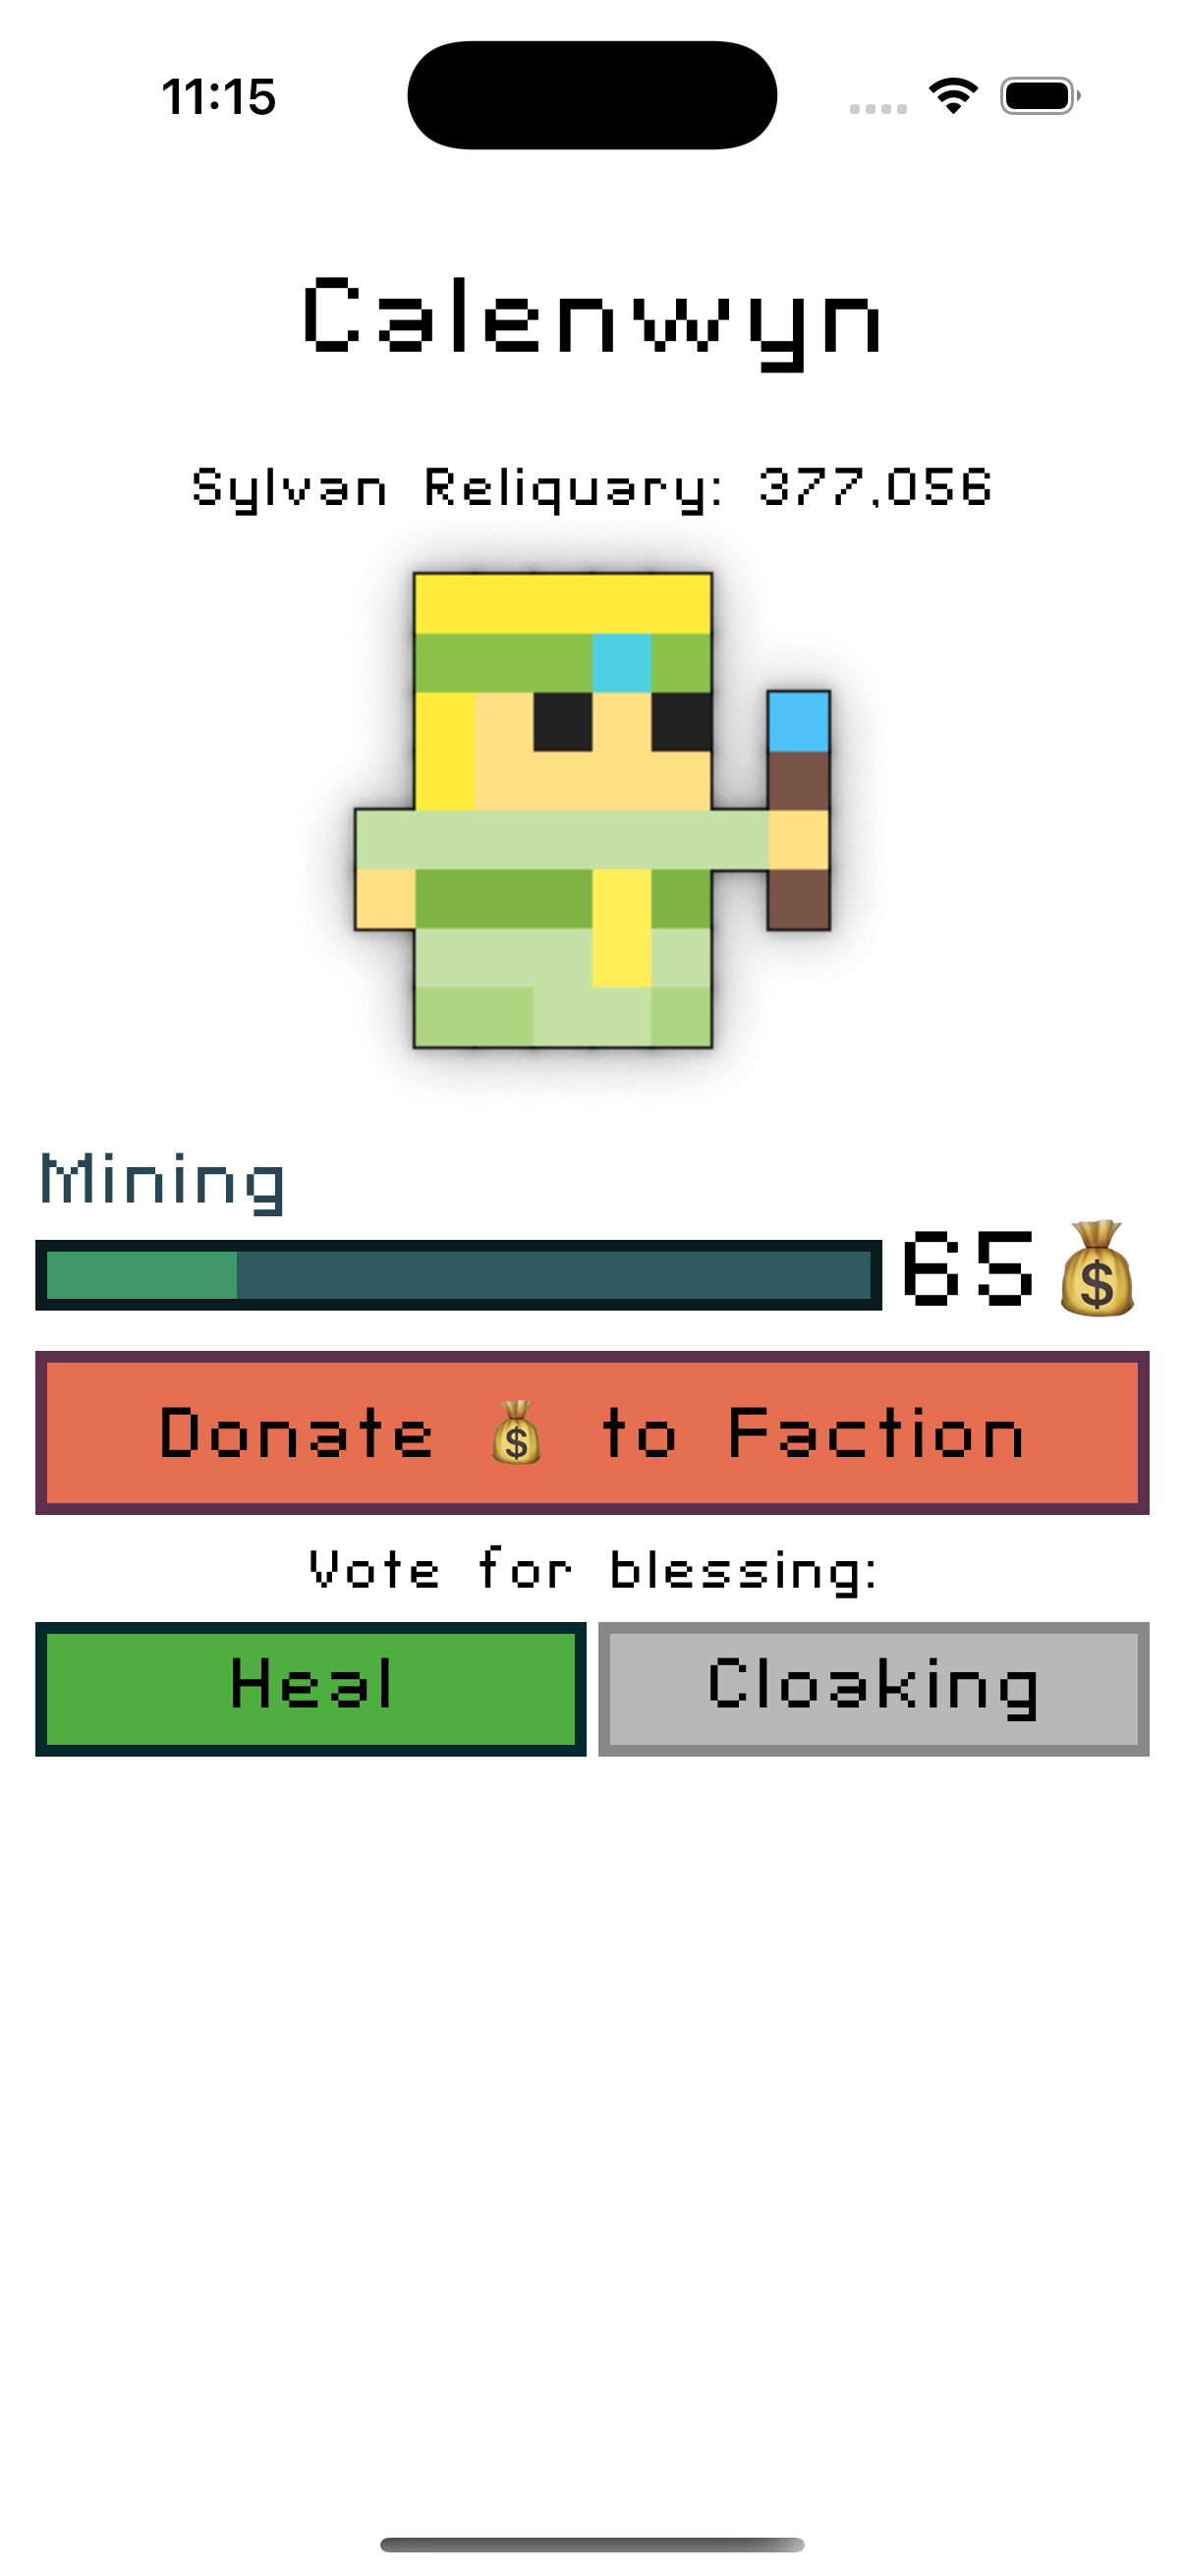 11:15
Calenwyn
Sylvan Reliquary: 377,056
Mining
65💰
Donate 💰 to Faction
Vote for blessing:
Heal
Cloaking